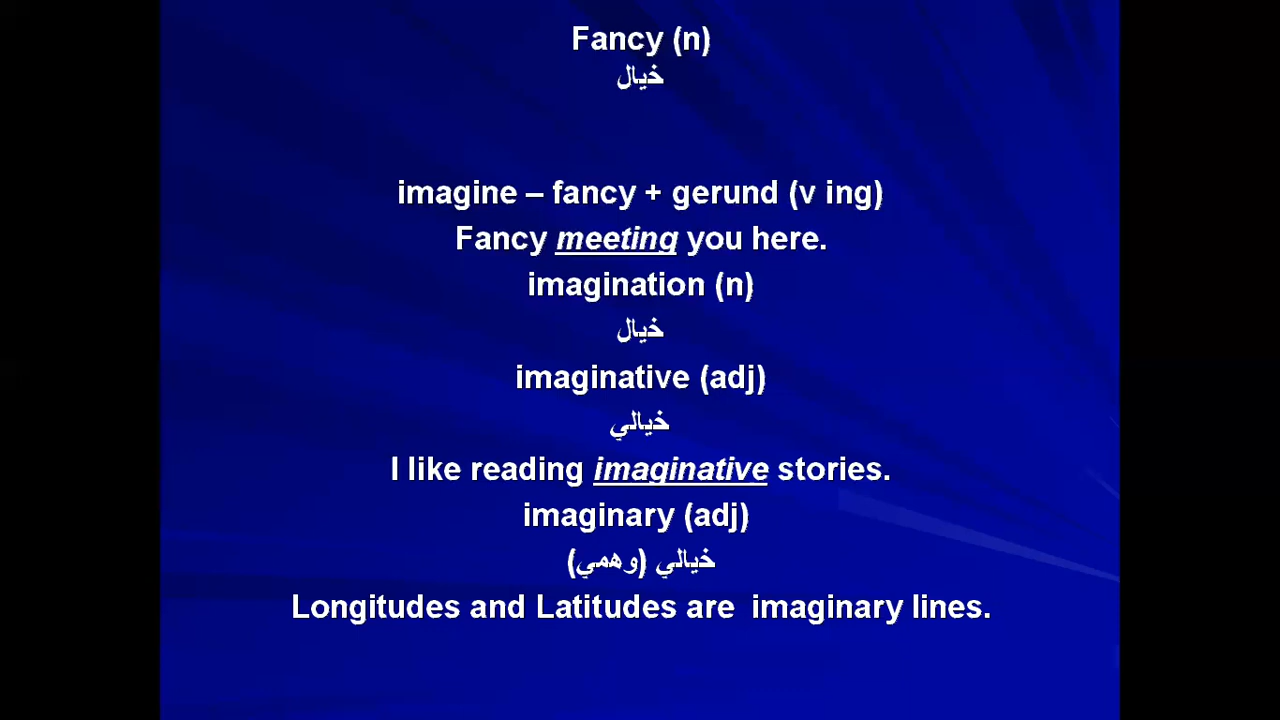 Fancy (n)
خيال
imagine – fancy + gerund (v ing)
Fancy meeting you here.
imagination (n)
خيال
imaginative (adj)
خيالي
I like reading imaginative stories.
imaginary (adj)
خيالي (وهمي)
Longitudes and Latitudes are  imaginary lines.